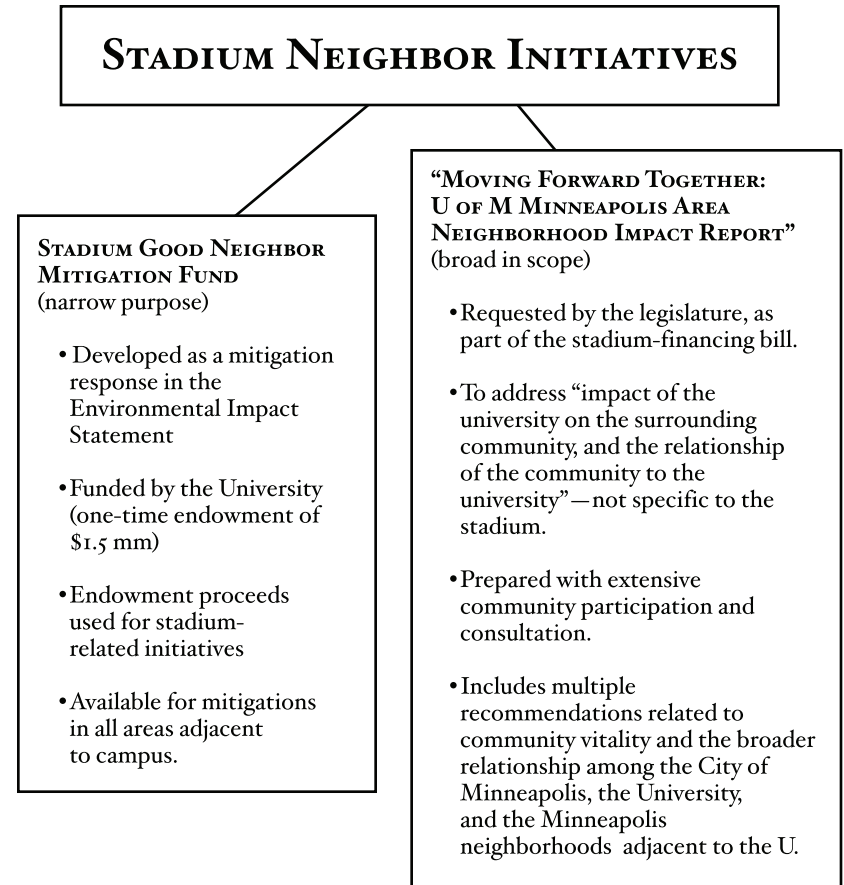 Stadium Neighbor Initiatives
Stadium Good Neighbor
Mitigation Fund
(narrow purpose)
• Developed as a mitigation
response in the
Environmental Impact
Statement
•Funded by the University
(one-time endowment of
$1.5 mm)
•Endowment proceeds
used for stadium-
related initiatives
•Available for mitigations
in all areas adjacent
to campus.
“Moving Forward Together:
U of M Minneapolis Area
Neighborhood Impact Report”
(broad in scope)
•Requested by the legislature, as
part of the stadium-financing bill.
•To address “impact of the
university on the surrounding
community, and the relationship
of the community to the
university”—not specific to the
stadium.
•Prepared with extensive
community participation and
consultation.
•Includes multiple
recommendations related to
community vitality and the broader
relationship among the City of
Minneapolis, the University,
and the Minneapolis
neighborhoods adjacent to the U.